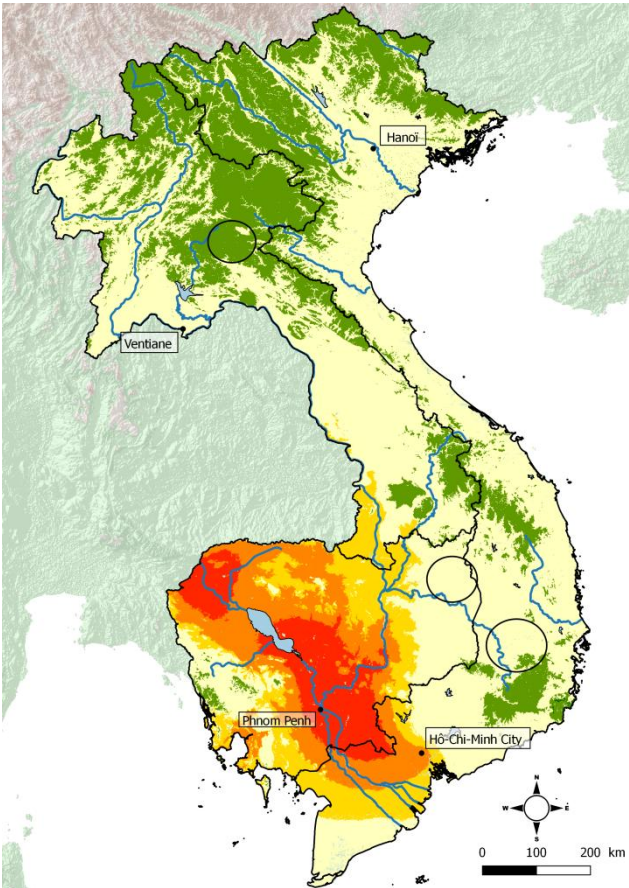 Hanoï
Ventiane
Phnom Penh
Hô-Chi-Minh City
N
W
E
S
0 100 200 km